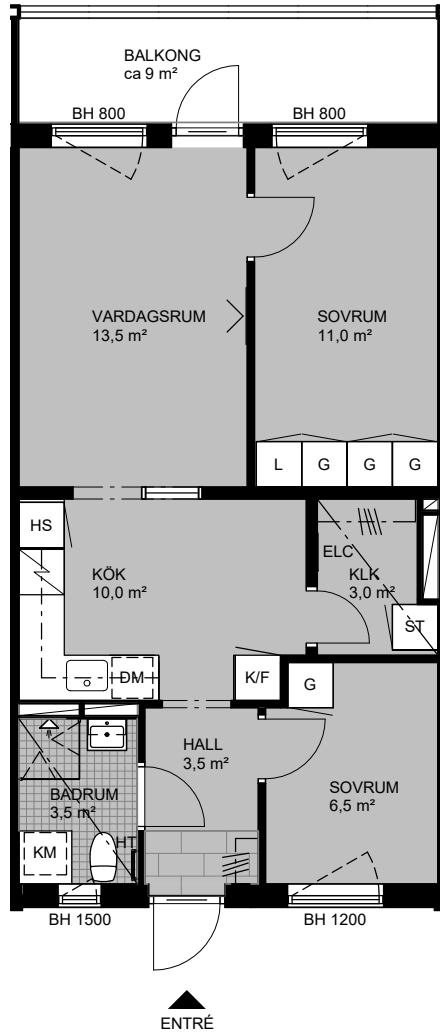 BALKONG
ca 9 m²
BH 800
BH 800
VARDAGSRUM
13,5 m²
SOVRUM
11,0 m²
L
G
G
G
HS
KÖK
10,0 m²
ELC
KLK
3,0 m²
ST
DM
K/F
G
HALL
3,5 m²
SOVRUM
6,5 m²
BADRUM
3,5 m²
HT
KM
BH 1500
BH 1200
ENTRÉ